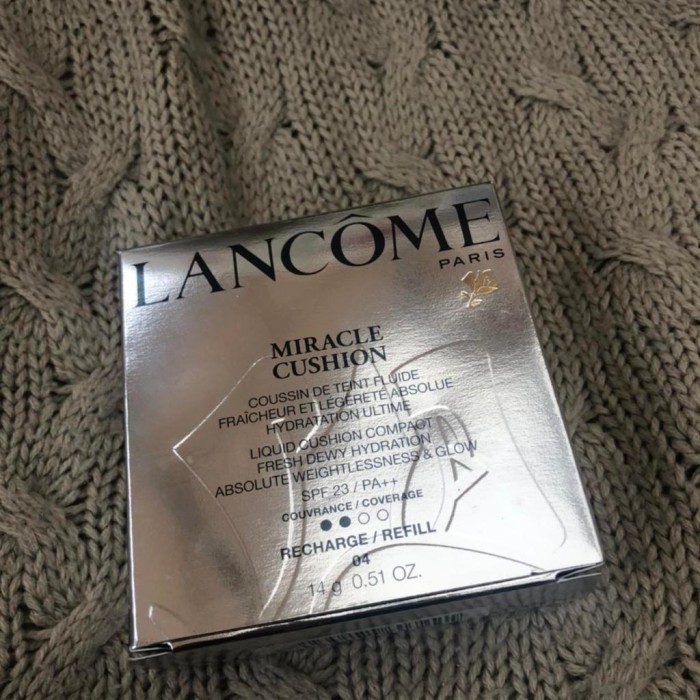 LANCÔME
PARIS
MIRACLE
CUSHION
COUSSIN DE TEINT FLUIDE
FRAÎCHEUR ET LÉGÈRETÉ ABSOLUE
HYDRATATION ULTIME
LIQUID CUSHION COMPACT
FRESH DEWY HYDRATION
ABSOLUTE WEIGHTLESSNESS & GLOW
SPF 23 / PA++
COUVRANCE / COVERAGE
RECHARGE / REFILL
04
14 g 0.51 OZ.